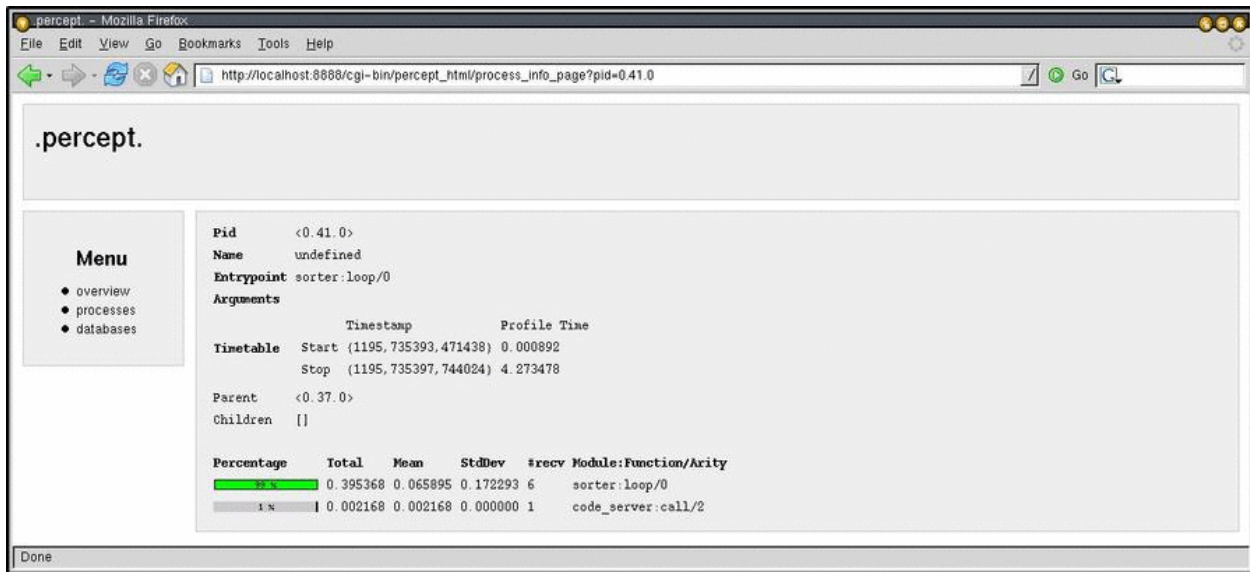 .percept. - Mozilla Firefox
File Edit View Go Bookmarks Tools Help
http://localhost:8888/cgi-bin/percept_html/process_info_page?pid=0.41.0
Go
.percept.
Menu
overview
processes
databases
Pid <0.41.0>
Name undefined
Entrypoint sorter:loop/0
Arguments
Timestamp Profile Time
Timetable Start {1195,735393,471438} 0.000892
Stop {1195,735397,744024} 4.273478
Parent <0.37.0>
Children []
Percentage Total Mean StdDev #recv Module:Function/Arity
99 % 0.395368 0.065895 0.172293 6 sorter:loop/0
1 % 0.002168 0.002168 0.000000 1 code_server:call/2
Done